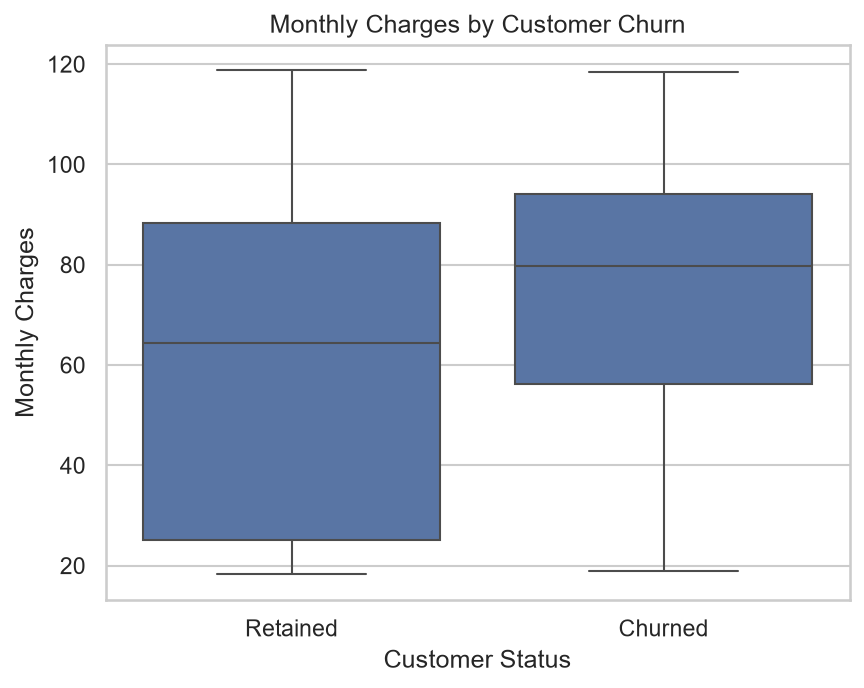 Monthly Charges by Customer Churn
120
100
80
60
40
20
Monthly Charges
Retained
Churned
Customer Status